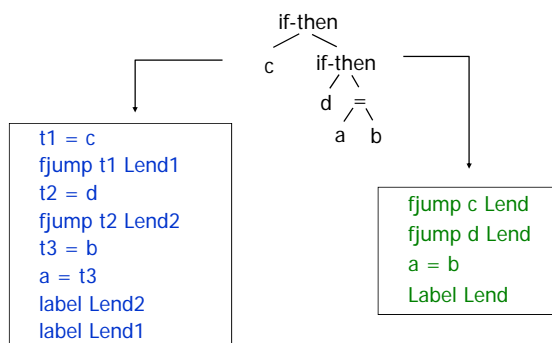 if-then
c if-then
d =
a b
t1 = c
fjump t1 Lend1
t2 = d
fjump t2 Lend2
t3 = b
a = t3
label Lend2
label Lend1
fjump c Lend
fjump d Lend
a = b
Label Lend